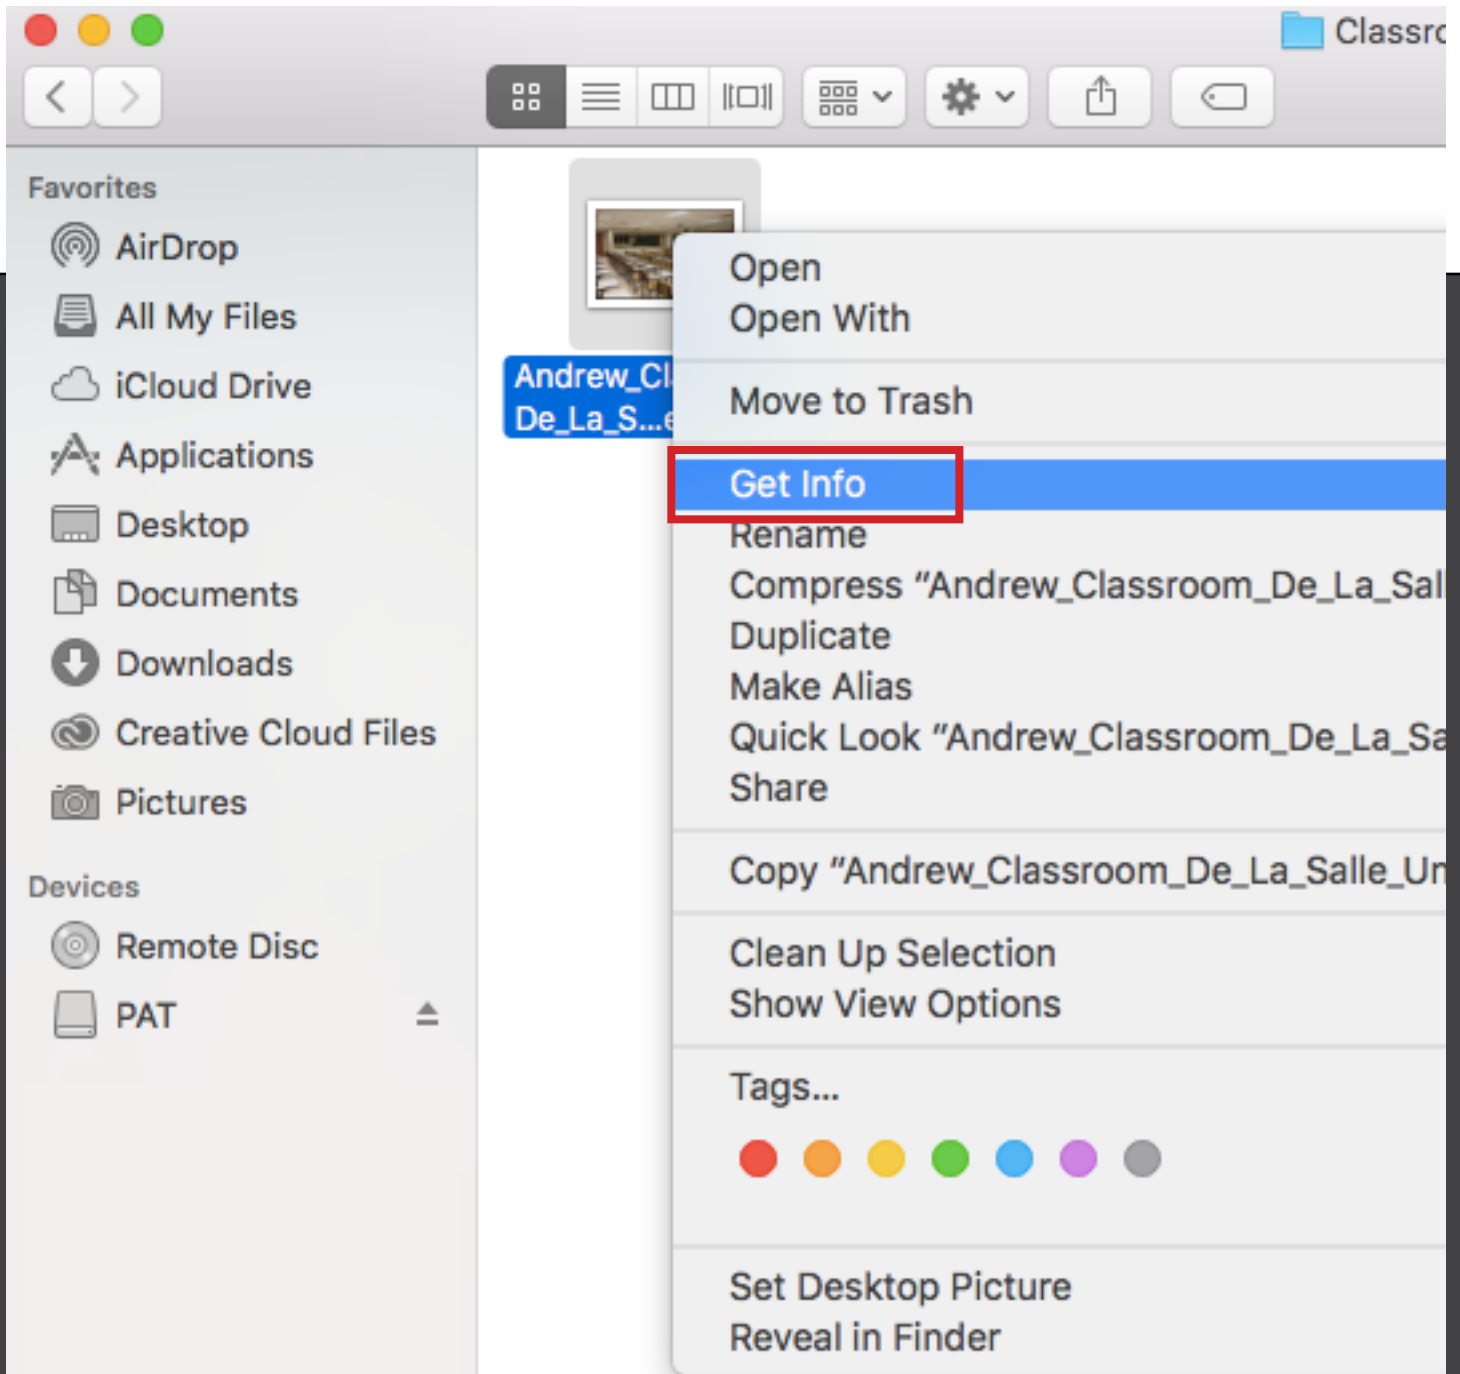 Classro
Favorites
AirDrop
All My Files
iCloud Drive
Applications
Desktop
Documents
Downloads
Creative Cloud Files
Pictures
Devices
Remote Disc
PAT
Andrew_Cl
De_La_S...e
Open
Open With
Move to Trash
Get Info
Rename
Compress “Andrew_Classroom_De_La_Sall
Duplicate
Make Alias
Quick Look “Andrew_Classroom_De_La_Sa
Share
Copy “Andrew_Classroom_De_La_Salle_Un
Clean Up Selection
Show View Options
Tags...
Set Desktop Picture
Reveal in Finder